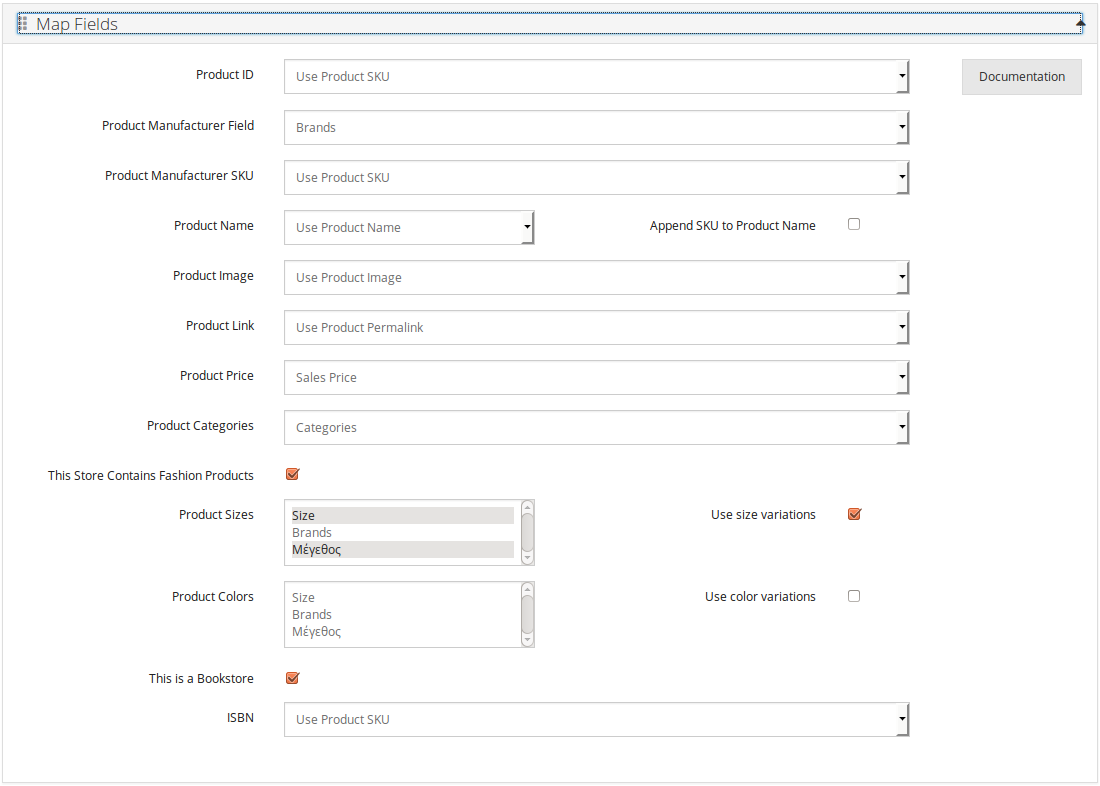 Map Fields
Product ID Use Product SKU Documentation
Product Manufacturer Field Brands
Product Manufacturer SKU Use Product SKU
Product Name Use Product Name Append SKU to Product Name
Product Image Use Product Image
Product Link Use Product Permalink
Product Price Sales Price
Product Categories Categories
This Store Contains Fashion Products
Product Sizes Size Use size variations
Brands
Μέγεθος
Product Colors Size Use color variations
Brands
Μέγεθος
This is a Bookstore
ISBN Use Product SKU